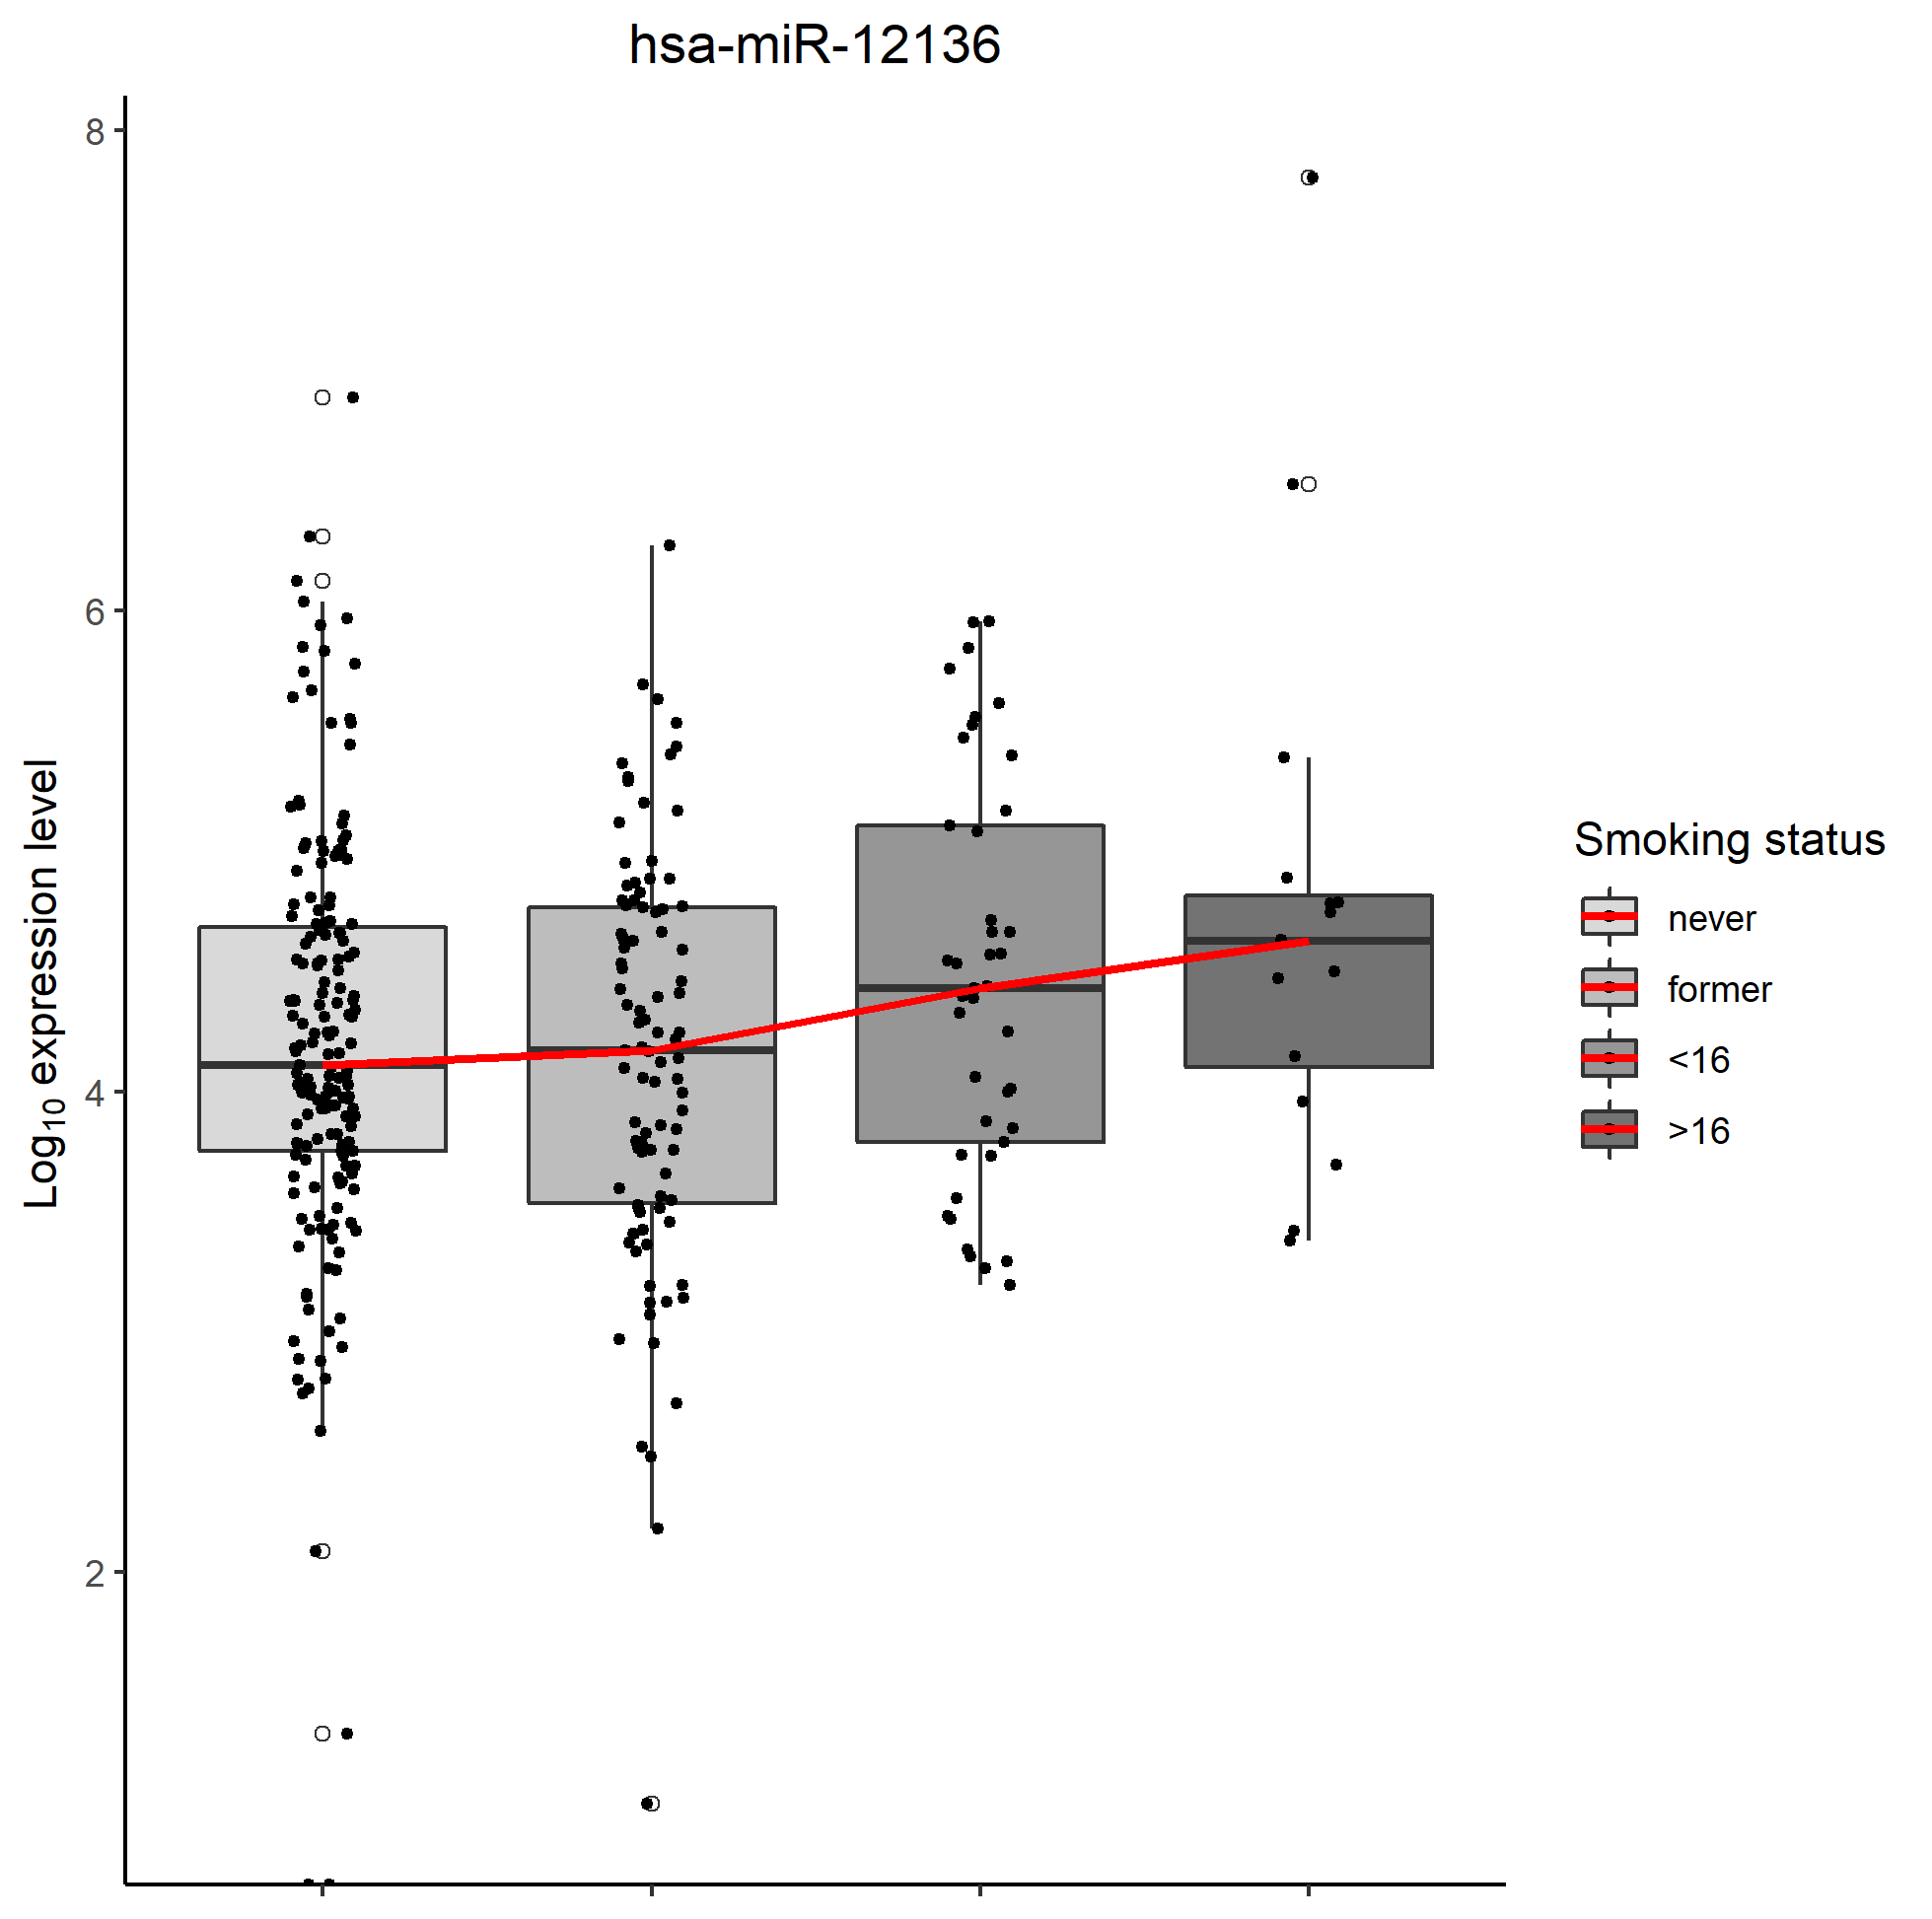 hsa-miR-12136
8
6
4
2
Log₁₀ expression level
Smoking status
never
former
<16
>16